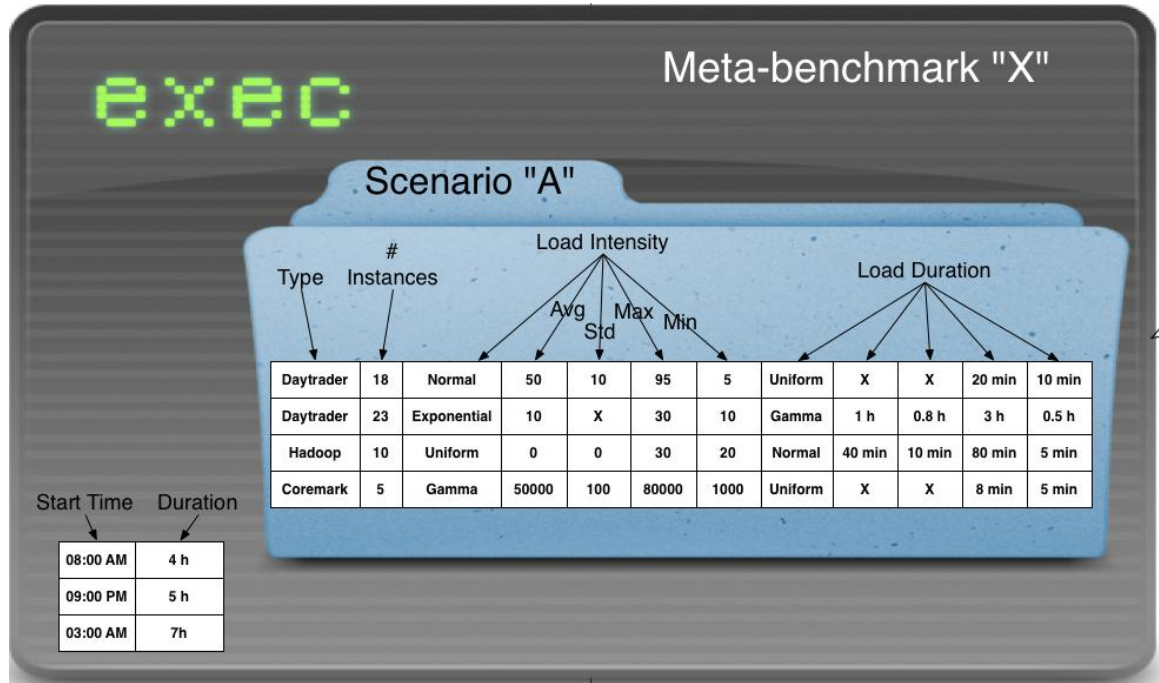 exec
Meta-benchmark "X"
Scenario "A"
Load Intensity
#
Type Instances
Load Duration
Avg Max
Std Min
Daytrader 18 Normal 50 10 95 5 Uniform X X 20 min 10 min
Daytrader 23 Exponential 10 X 30 10 Gamma 1 h 0.8 h 3 h 0.5 h
Hadoop 10 Uniform 0 0 30 20 Normal 40 min 10 min 80 min 5 min
Coremark 5 Gamma 50000 100 80000 1000 Uniform X X 8 min 5 min
Start Time Duration
08:00 AM 4 h
09:00 PM 5 h
03:00 AM 7h